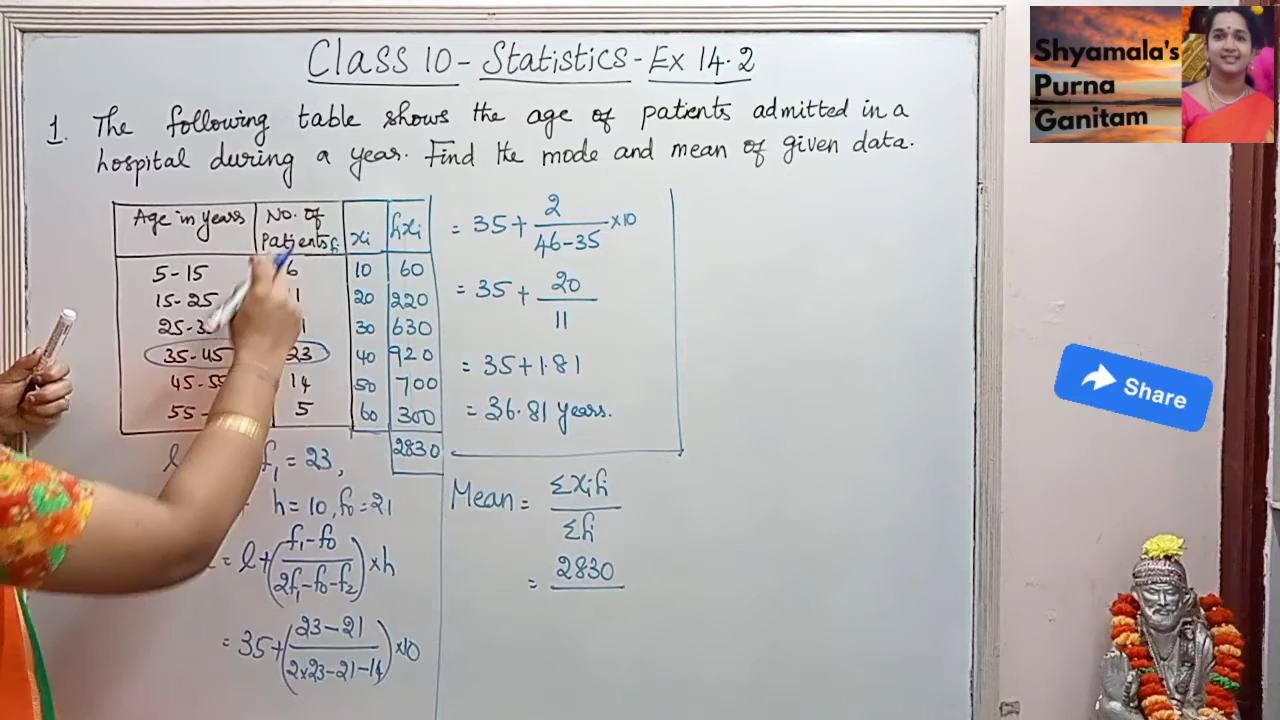 Class 10 - Statistics - Ex 14.2
1. The following table shows the age of patients admitted in a
hospital during a year. Find the mode and mean of given data.
Age in years No. of Patients fi xi fixi
5-15 6 10 60
15-25 20 220
30 630
35-45 23 40 920
14 50 700
5 60 300
2830
f₁ = 23,
h = 10, f₀ = 21
= l + (f₁-f₀ / 2f₁-f₀-f₂) × h
= 35 + (23-21 / 2×23-21-14) ×10
= 35 + 2 / 46-35 ×10
= 35 + 20 / 11
= 35 + 1.81
= 36.81 years.
Mean = Σxifi / Σfi
= 2830
Shyamala's
Purna
Ganitam
Share